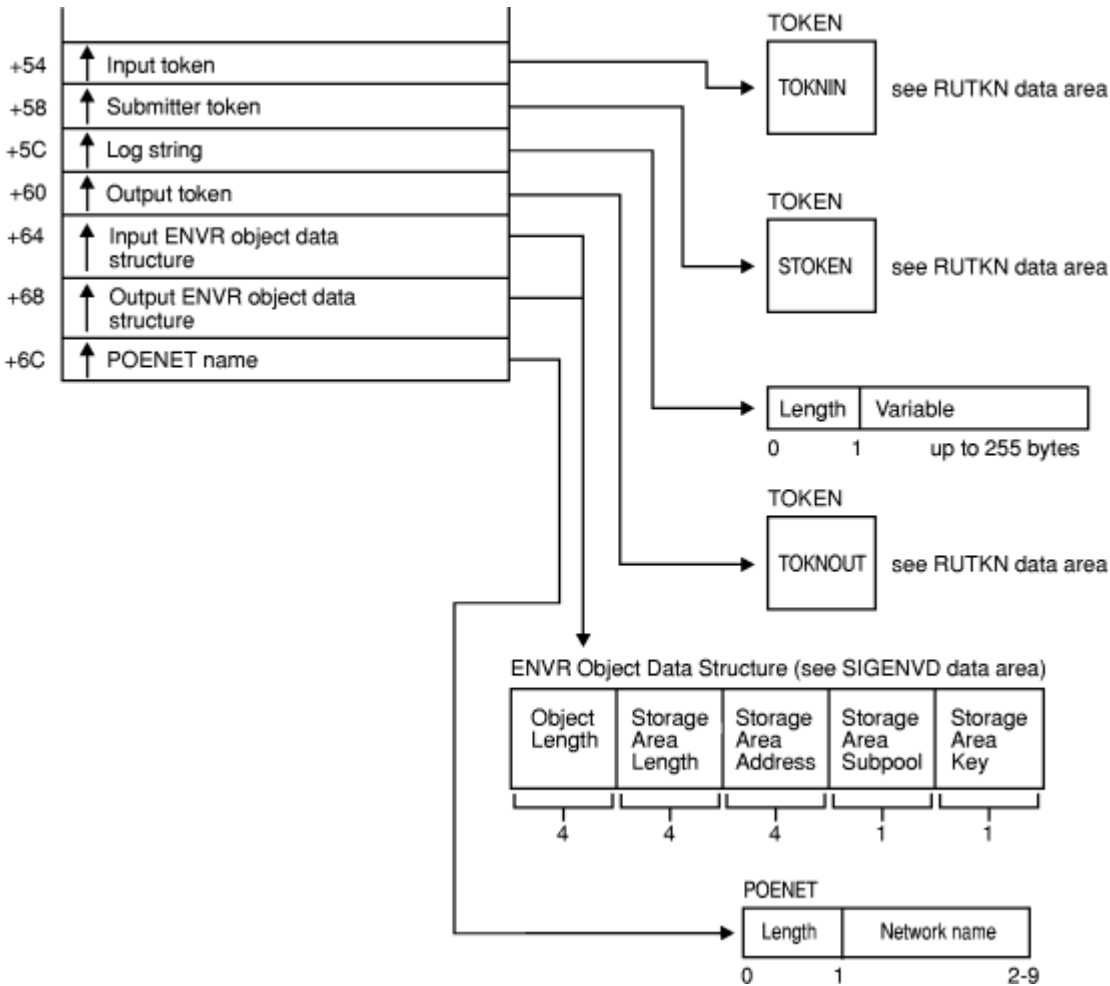 TOKEN
+54 Input token
TOKNIN see RUTKN data area
+58 Submitter token
+5C Log string
+60 Output token
TOKEN
+64 Input ENVR object data
structure
STOKEN see RUTKN data area
+68 Output ENVR object data
structure
+6C POENET name
Length Variable
0 1 up to 255 bytes
TOKEN
TOKNOUT see RUTKN data area
ENVR Object Data Structure (see SIGENVD data area)
Object Length
Storage Area Length
Storage Area Address
Storage Area Subpool
Storage Area Key
4 4 4 1 1
POENET
Length Network name
0 1 2-9